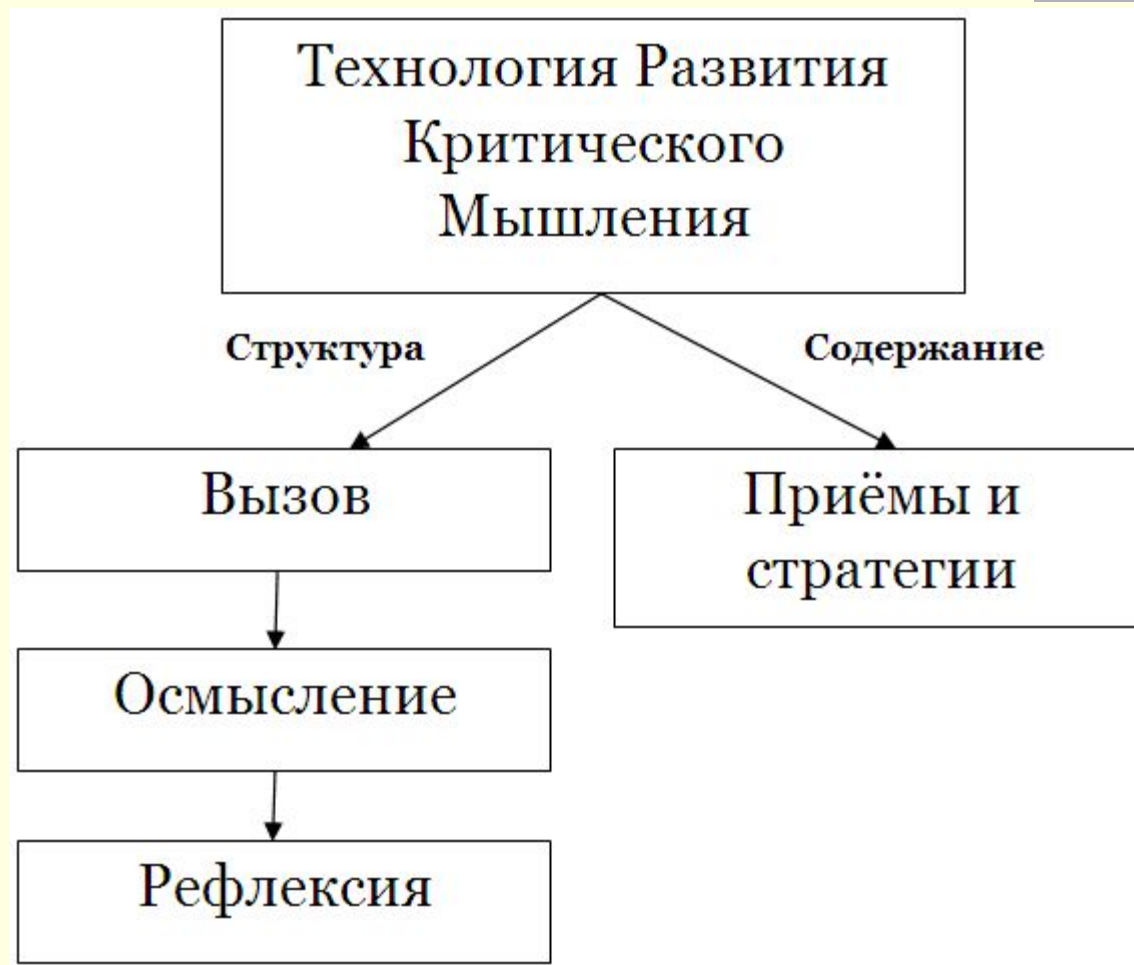 Технология Развития
Критического
Мышления
Структура
Содержание
Вызов
Приёмы и
стратегии
Осмысление
Рефлексия